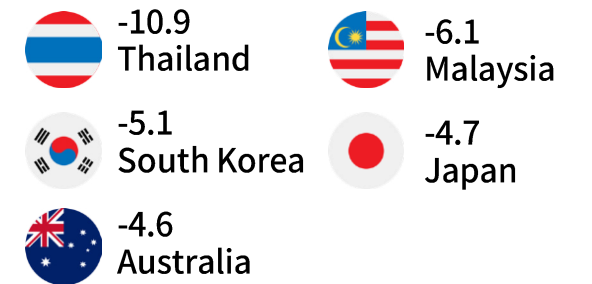 -10.9
Thailand
-6.1
Malaysia
-5.1
South Korea
-4.7
Japan
-4.6
Australia